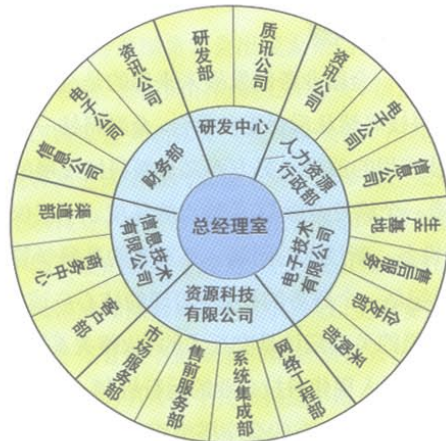 总经理室
研发中心
人力资源
行政部
电子技术
有限公司
资源科技
有限公司
信息技术
有限公司
财务部
研发部
质讯公司
资讯公司
电子公司
信息公司
生产基地
售后服务
企发部
采购部
网络工程部
系统集成部
售前服务部
市场服务部
客户部
商务中心
渠道部
信息公司
电子公司
资讯公司